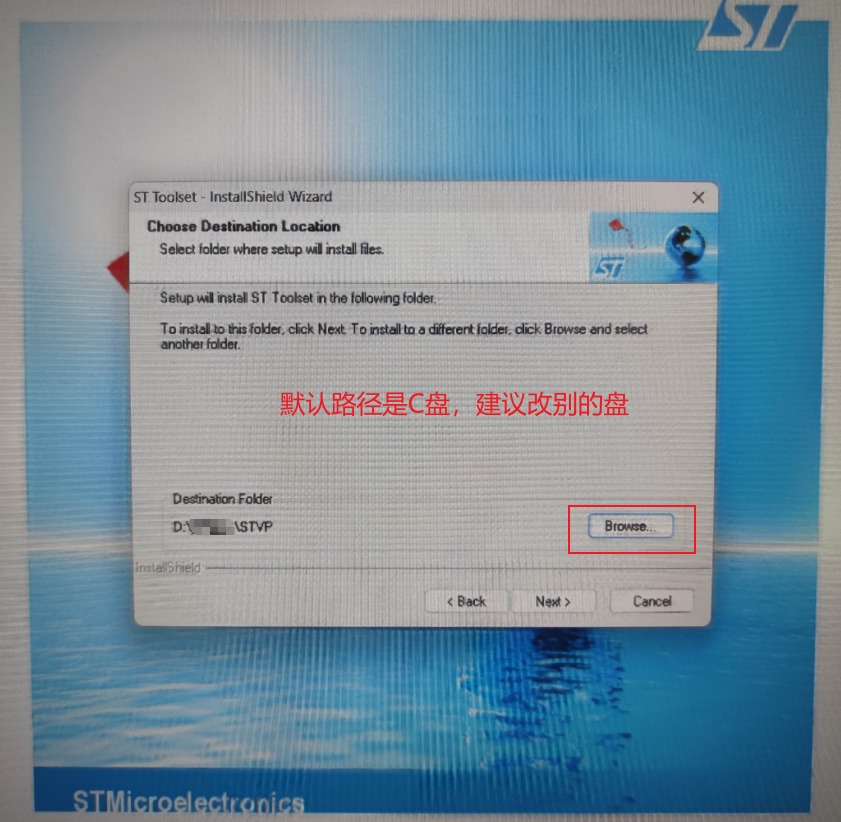 ST
ST Toolset - InstallShield Wizard
Choose Destination Location
Select folder where setup will install files.
ST
Setup will install ST Toolset in the following folder.
To install to this folder, click Next. To install to a different folder, click Browse and select
another folder.
默认路径是C盘，建议改别的盘
Destination Folder
D:\ \STVP
Browse...
InstallShield
< Back
Next >
Cancel
STMicroelectronics